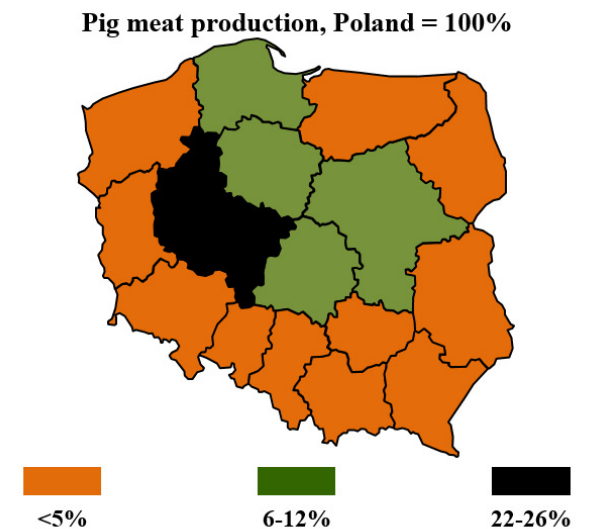 Pig meat production, Poland = 100%
<5% 6-12% 22-26%